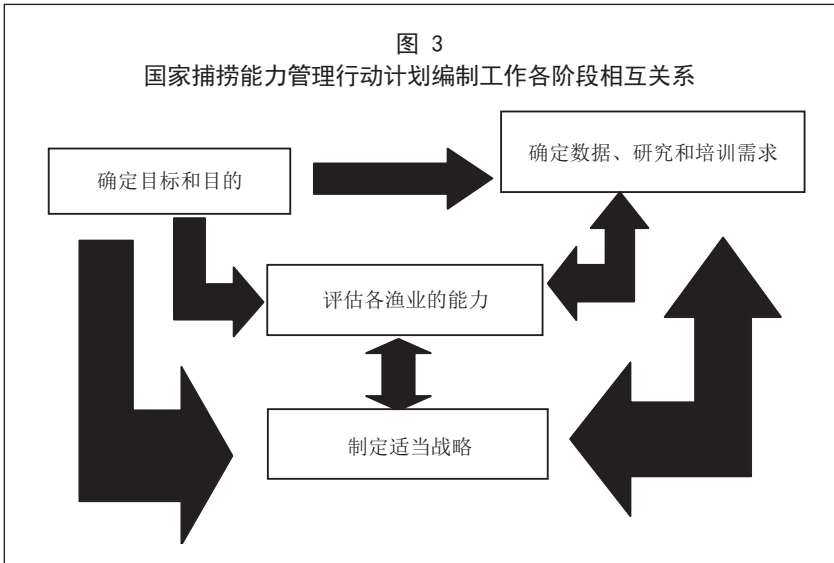 图 3
国家捕捞能力管理行动计划编制工作各阶段相互关系
确定目标和目的
确定数据、研究和培训需求
评估各渔业的能力
制定适当战略